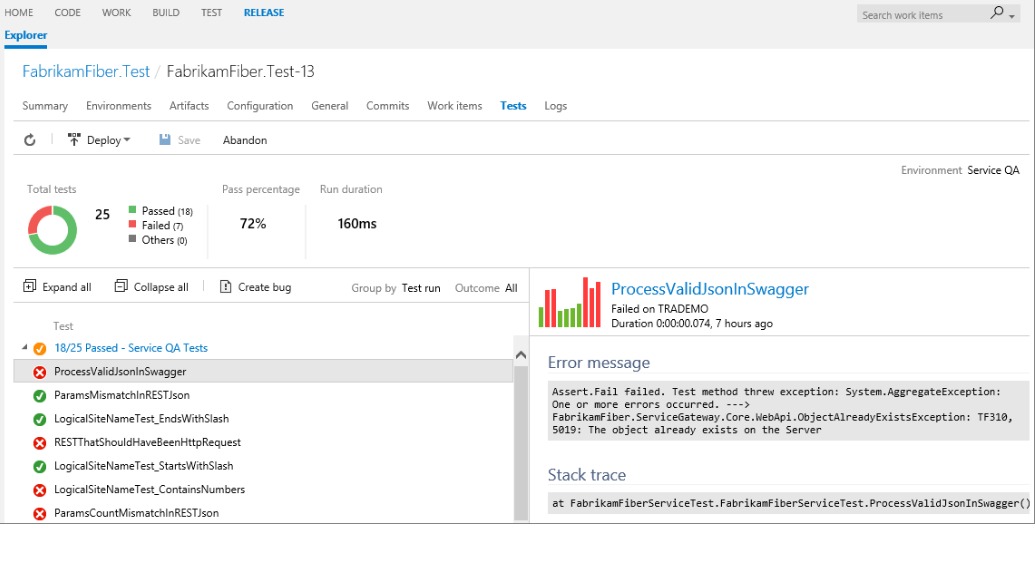 HOME CODE WORK BUILD TEST RELEASE
Search work items
Explorer
FabrikamFiber.Test / FabrikamFiber.Test-13
Summary Environments Artifacts Configuration General Commits Work items Tests Logs
Deploy Save Abandon
Environment Service QA
Total tests
25
Passed (18)
Failed (7)
Others (0)
Pass percentage
72%
Run duration
160ms
Expand all Collapse all Create bug Group by Test run Outcome All
Test
18/25 Passed - Service QA Tests
ProcessValidJsonInSwagger
ParamsMismatchInRESTJson
LogicalSiteNameTest_EndsWithSlash
RESTThatShouldHaveBeenHttpRequest
LogicalSiteNameTest_StartsWithSlash
LogicalSiteNameTest_ContainsNumbers
ParamsCountMismatchInRESTJson
ProcessValidJsonInSwagger
Failed on TRADEMO
Duration 0:00:00.074, 7 hours ago
Error message
Assert.Fail failed. Test method threw exception: System.AggregateException:
One or more errors occurred. --->
FabrikamFiber.ServiceGateway.Core.WebApi.ObjectAlreadyExistsException: TF310,
5019: The object already exists on the Server
Stack trace
at FabrikamFiberServiceTest.FabrikamFiberServiceTest.ProcessValidJsonInSwagger()